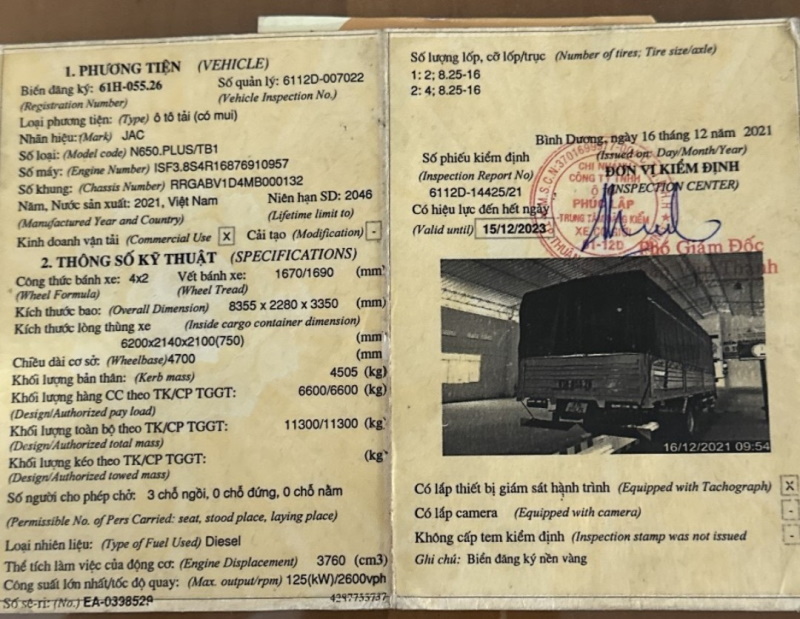 1. PHƯƠNG TIỆN (VEHICLE)
Biển đăng ký: 61H-055.26 Số quản lý: 6112D-007022
(Registration Number) (Vehicle Inspection No.)
Loại phương tiện: (Type) ô tô tải (có mui)
Nhãn hiệu: (Mark) JAC
Số loại: (Model code) N650.PLUS/TB1
Số máy: (Engine Number) ISF3.8S4R16876910957
Số khung: (Chassis Number) RRGABV1D4MB000132
Năm, Nước sản xuất: 2021, Việt Nam Niên hạn SD: 2046
(Manufactured Year and Country) (Lifetime limit to)
Kinh doanh vận tải (Commercial Use X Cải tạo (Modification) -
2. THÔNG SỐ KỸ THUẬT (SPECIFICATIONS)
Công thức bánh xe: 4x2 Vết bánh xe: 1670/1690 (mm
(Wheel Formula) (Wheel Tread)
Kích thước bao: (Overall Dimension) 8355 x 2280 x 3350 (mm)
Kích thước lòng thùng xe (Inside cargo container dimension)
6200x2140x2100(750) (mm
Chiều dài cơ sở: (Wheelbase) 4700 (mm
Khối lượng bản thân: (Kerb mass) 4505 (kg)
Khối lượng hàng CC theo TK/CP TGGT: 6600/6600 (kg)
(Design/Authorized pay load)
Khối lượng toàn bộ theo TK/CP TGGT: 11300/11300 (kg
(Design/Authorized total mass)
Khối lượng kéo theo TK/CP TGGT: (kg
(Design/Authorized towed mass)
Số người cho phép chở: 3 chỗ ngồi, 0 chỗ đứng, 0 chỗ nằm
(Permissible No. of Pers Carried: seat, stood place, laying place)
Loại nhiên liệu: (Type of Fuel Used) Diesel
Thể tích làm việc của động cơ: (Engine Displacement) 3760 (cm3)
Công suất lớn nhất/tốc độ quay: (Max. output/rpm) 125(kW)/2600vph
Số sê-ri: (No.) EA-0338529
Số lượng lốp, cỡ lốp/trục (Number of tires; Tire size/axle)
1: 2; 8.25-16
2: 4; 8.25-16
Bình Dương, ngày 16 tháng 12 năm 2021
(Issued on: Day/Month/Year)
Số phiếu kiểm định ĐƠN VỊ KIỂM ĐỊNH
(Inspection Report No) (INSPECTION CENTER)
6112D-14425/21
Có hiệu lực đến hết ngày
(Valid until) 15/12/2023
CHI NHÁNH
CÔNG TY TNHH
PHÚC LẬP
TRUNG TÂM ĐĂNG KIỂM
XE CƠ GIỚI
61-12D
Phó Giám Đốc
16/12/2021 09:54
Có lắp thiết bị giám sát hành trình (Equipped with Tachograph) X
Có lắp camera (Equipped with camera) -
Không cấp tem kiểm định (Inspection stamp was not issued -
Ghi chú: Biển đăng ký nền vàng